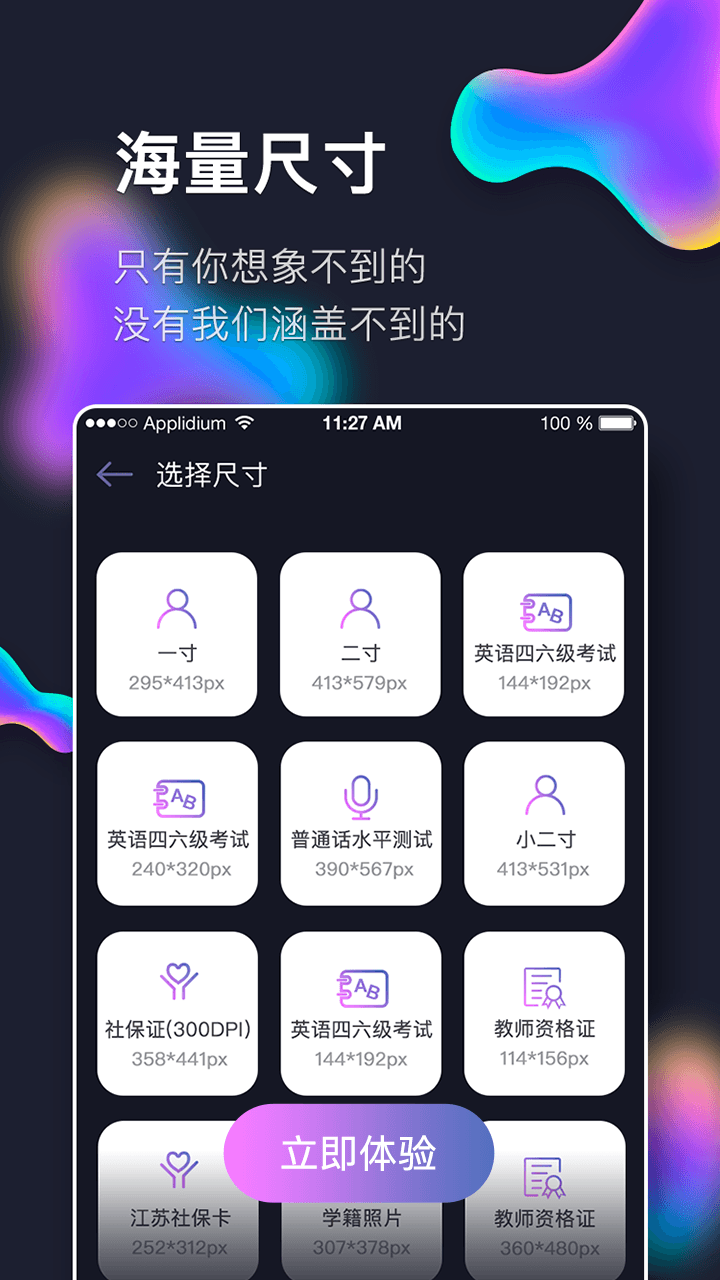 海量尺寸
只有你想象不到的
没有我们涵盖不到的
Applidium 11:27 AM 100 %
选择尺寸
一寸 二寸 英语四六级考试
295*413px 413*579px 144*192px
英语四六级考试 普通话水平测试 小二寸
240*320px 390*567px 413*531px
社保证(300DPI) 英语四六级考试 教师资格证
358*441px 144*192px 114*156px
立即体验
江苏社保卡 学籍照片 教师资格证
252*312px 307*378px 360*480px